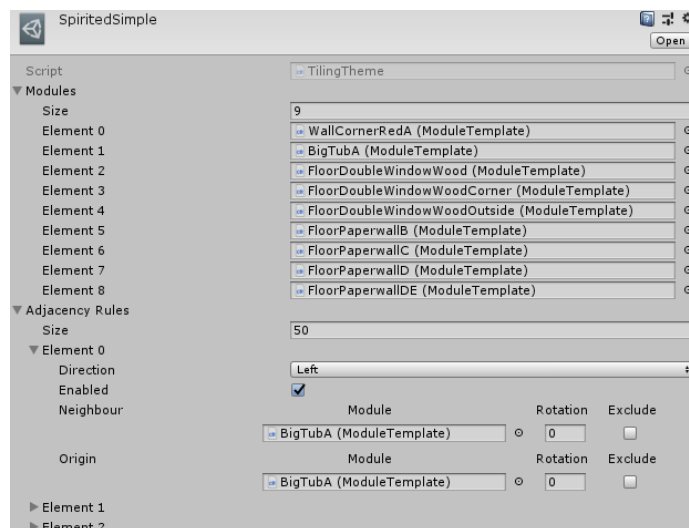 SpiritedSimple
Open
Script TilingTheme
Modules
Size 9
Element 0 WallCornerRedA (ModuleTemplate)
Element 1 BigTubA (ModuleTemplate)
Element 2 FloorDoubleWindowWood (ModuleTemplate)
Element 3 FloorDoubleWindowWoodCorner (ModuleTemplate)
Element 4 FloorDoubleWindowWoodOutside (ModuleTemplate)
Element 5 FloorPaperwallB (ModuleTemplate)
Element 6 FloorPaperwallC (ModuleTemplate)
Element 7 FloorPaperwallD (ModuleTemplate)
Element 8 FloorPaperwallDE (ModuleTemplate)
Adjacency Rules
Size 50
Element 0
Direction Left
Enabled
Neighbour Module Rotation Exclude
BigTubA (ModuleTemplate) 0
Origin Module Rotation Exclude
BigTubA (ModuleTemplate) 0
Element 1
Element 2